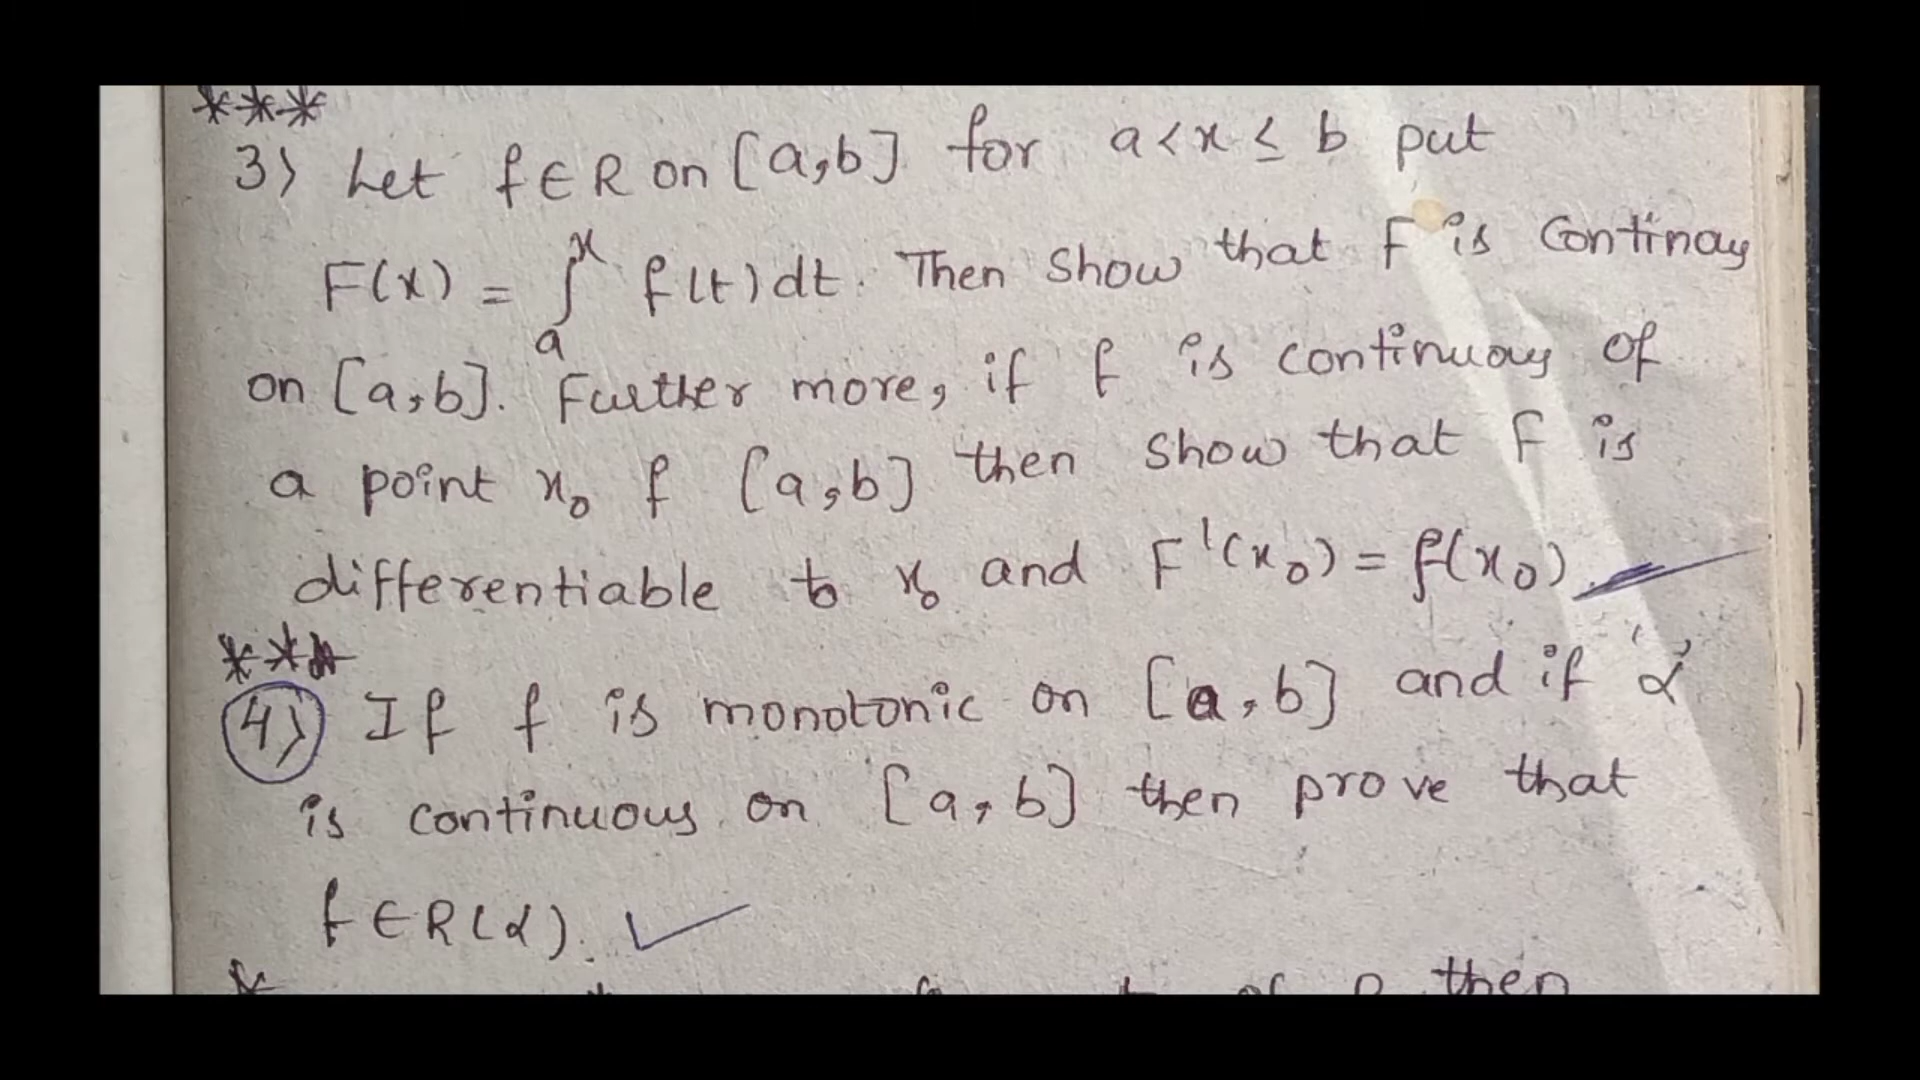 ***
3) Let f∈R on [a,b] for a<x≤b put
F(x) = ∫ₐˣ f(t)dt. Then show that F is Continous
on [a,b]. Further more, if f is continuous of
a point x₀ f [a,b] then show that F is
differentiable to x₀ and F'(x₀) = f(x₀).
***
4) If f is monotonic on [a,b] and if 'α'
is continuous on [a,b] then prove that
f∈R(α).
*
then